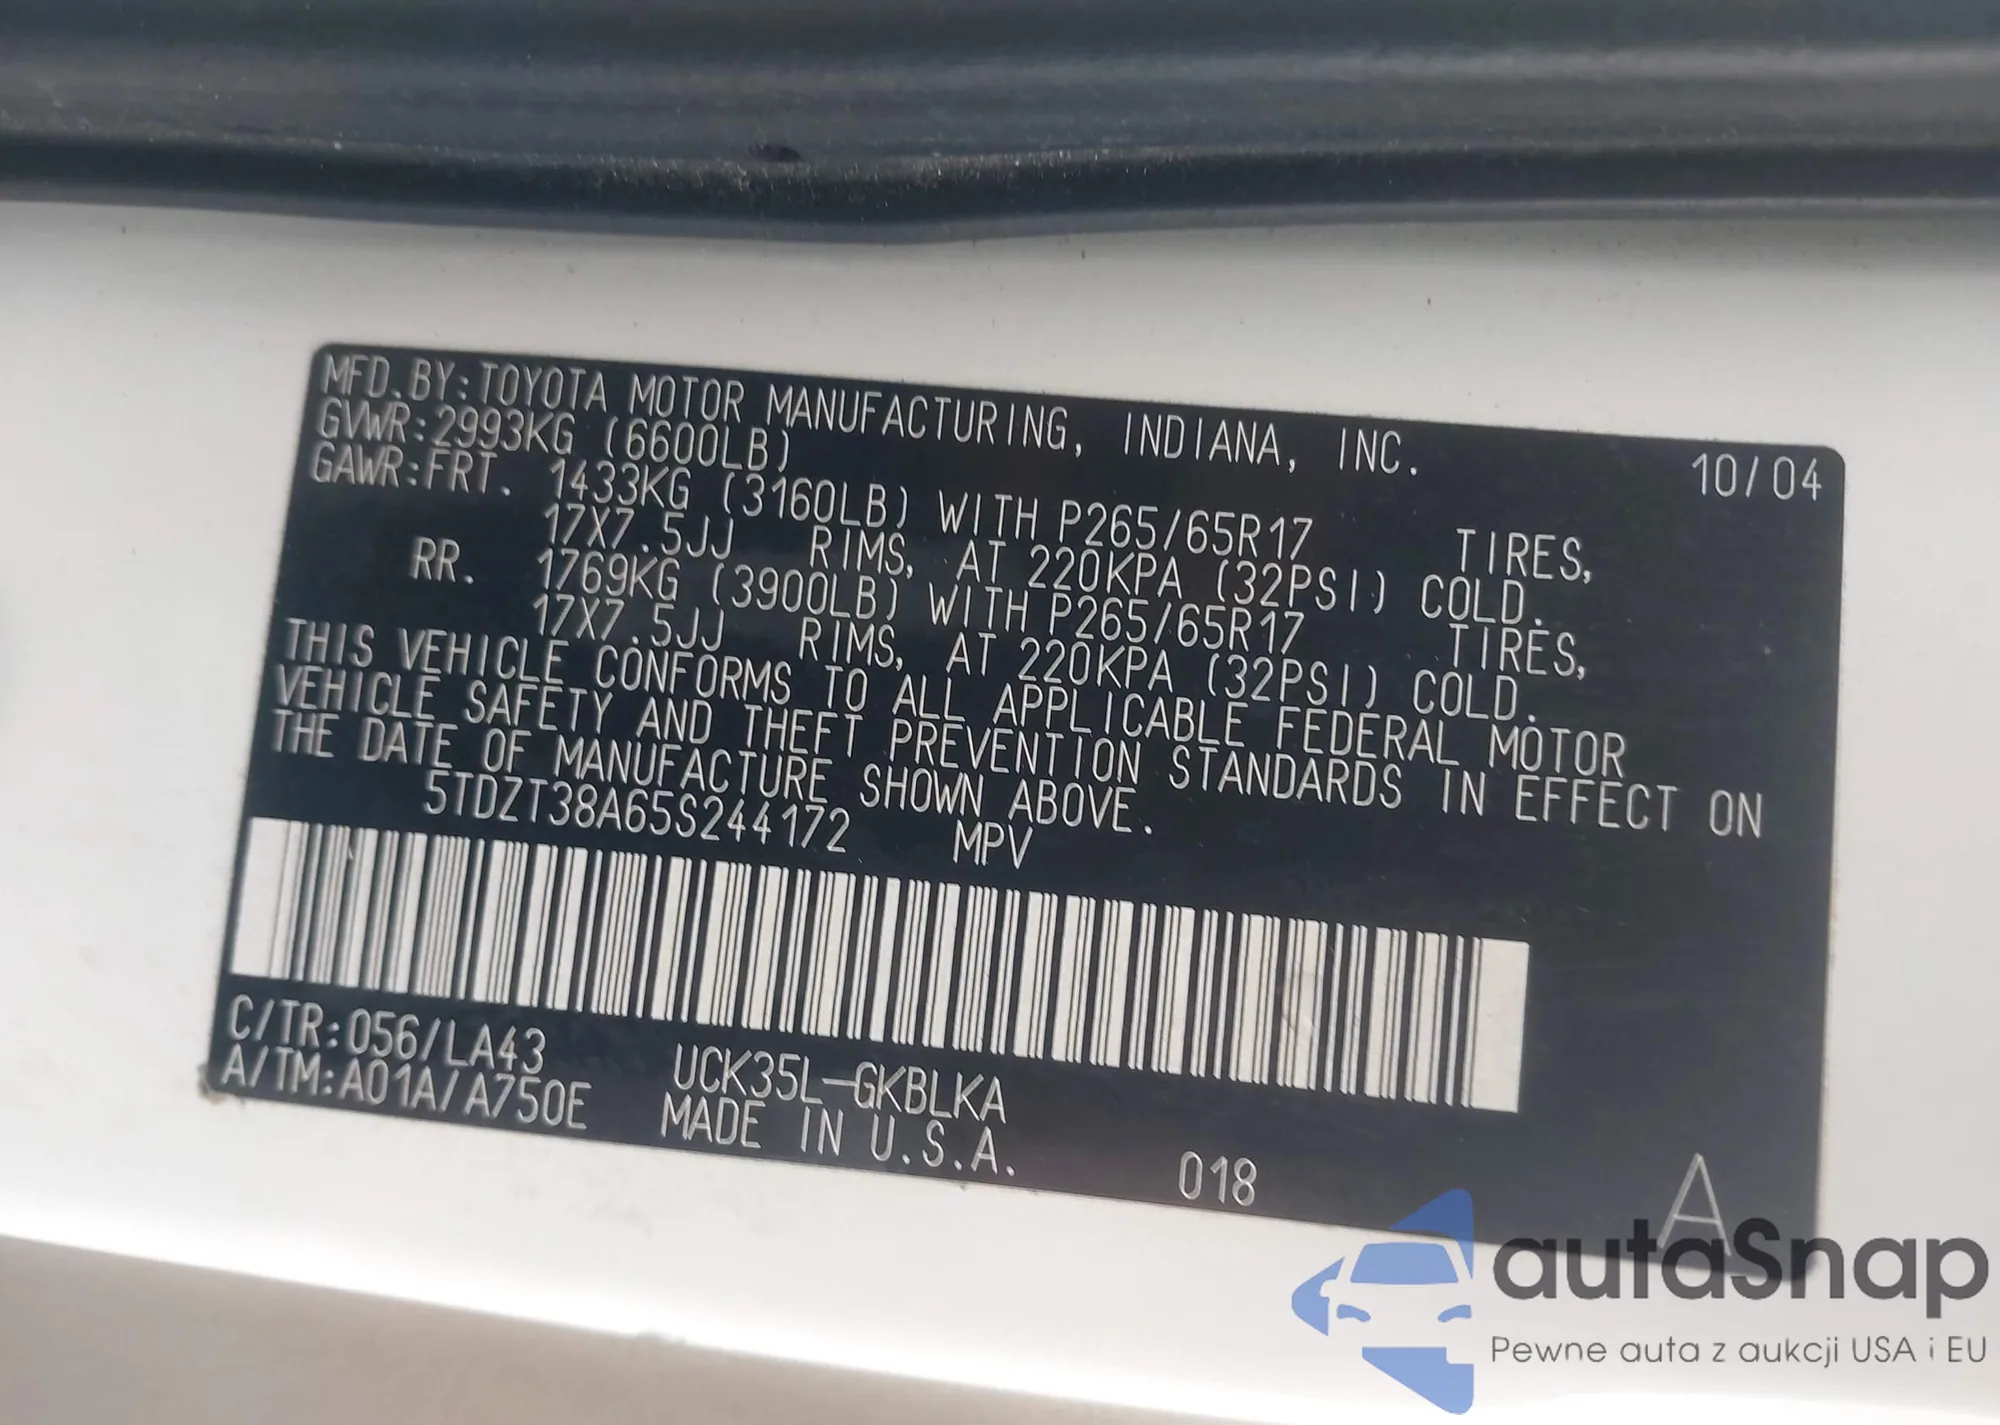 MFD.BY:TOYOTA MOTOR MANUFACTURING, INDIANA, INC. 10/04
GVWR:2993KG (6600LB)
GAWR:FRT. 1433KG (3160LB) WITH P265/65R17 TIRES,
17X7.5JJ RIMS, AT 220KPA (32PSI) COLD.
RR. 1769KG (3900LB) WITH P265/65R17 TIRES,
17X7.5JJ RIMS, AT 220KPA (32PSI) COLD.
THIS VEHICLE CONFORMS TO ALL APPLICABLE FEDERAL MOTOR
VEHICLE SAFETY AND THEFT PREVENTION STANDARDS IN EFFECT ON
THE DATE OF MANUFACTURE SHOWN ABOVE.
5TDZT38A65S244172 MPV
C/TR:056/LA43 UCK35L-GKBLKA
A/TM:A01A/A750E MADE IN U.S.A. 018 A
autaSnap
Pewne auta z aukcji USA i EU